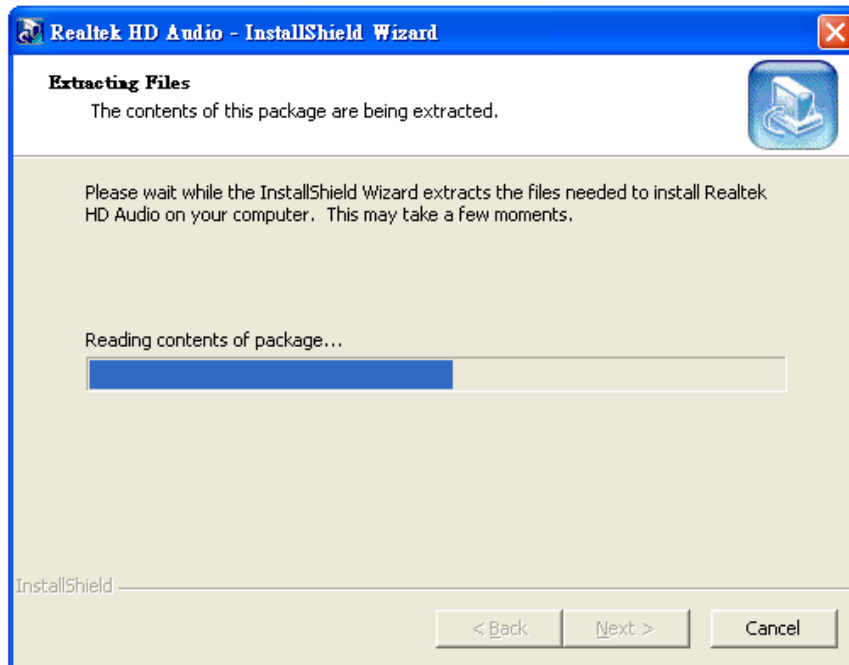 Realtek HD Audio - InstallShield Wizard
Extracting Files
The contents of this package are being extracted.
Please wait while the InstallShield Wizard extracts the files needed to install Realtek
HD Audio on your computer.  This may take a few moments.
Reading contents of package...
InstallShield
< Back
Next >
Cancel